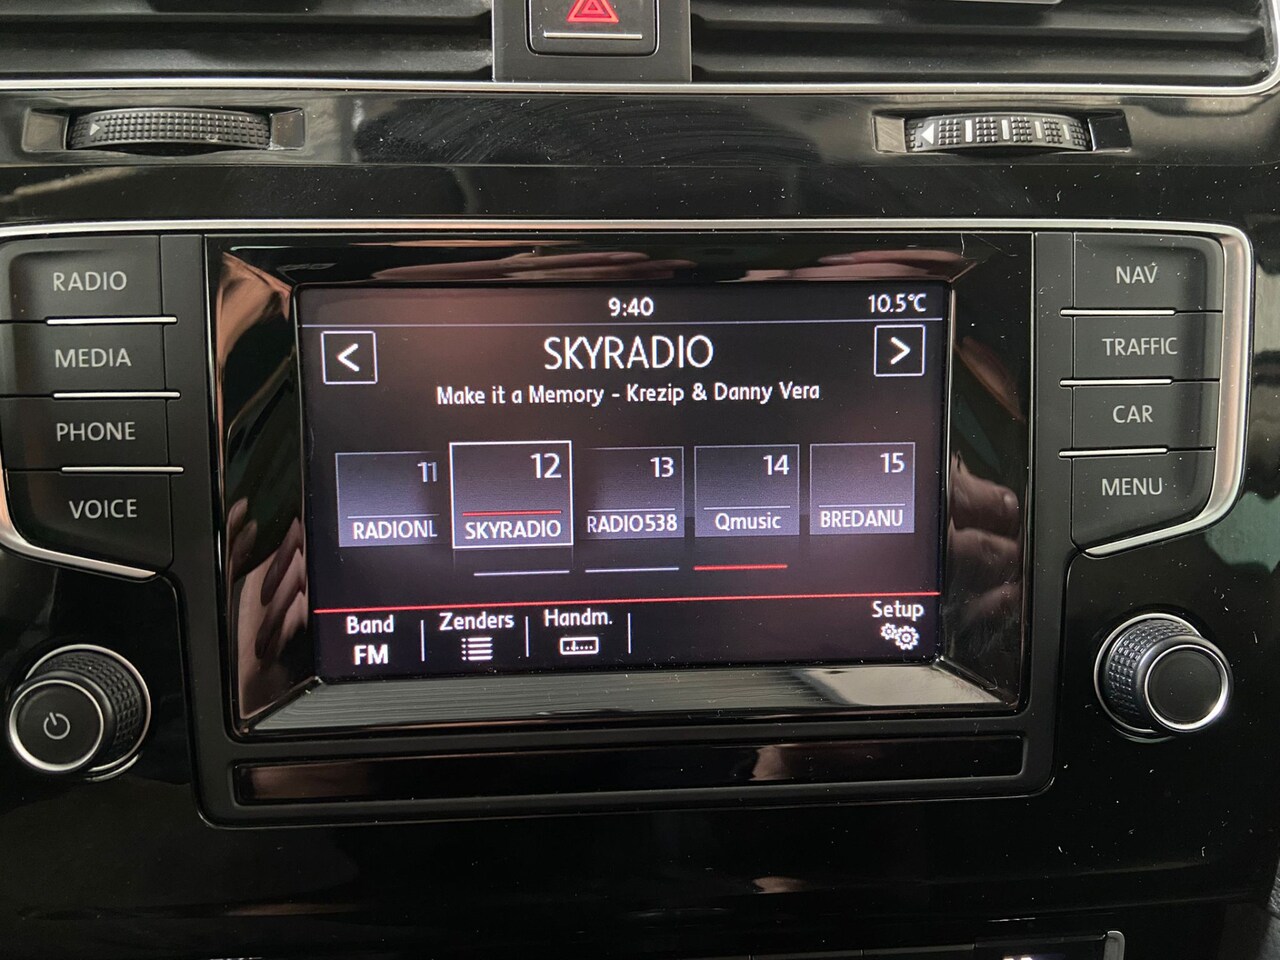 RADIO
MEDIA
PHONE
VOICE
9:40
10.5°C
<
SKYRADIO
>
Make it a Memory - Krezip & Danny Vera
11
12
13
14
15
RADIONL
SKYRADIO
RADIO538
Qmusic
BREDANU
Band
FM
Zenders
Handm.
Setup
NAV
TRAFFIC
CAR
MENU